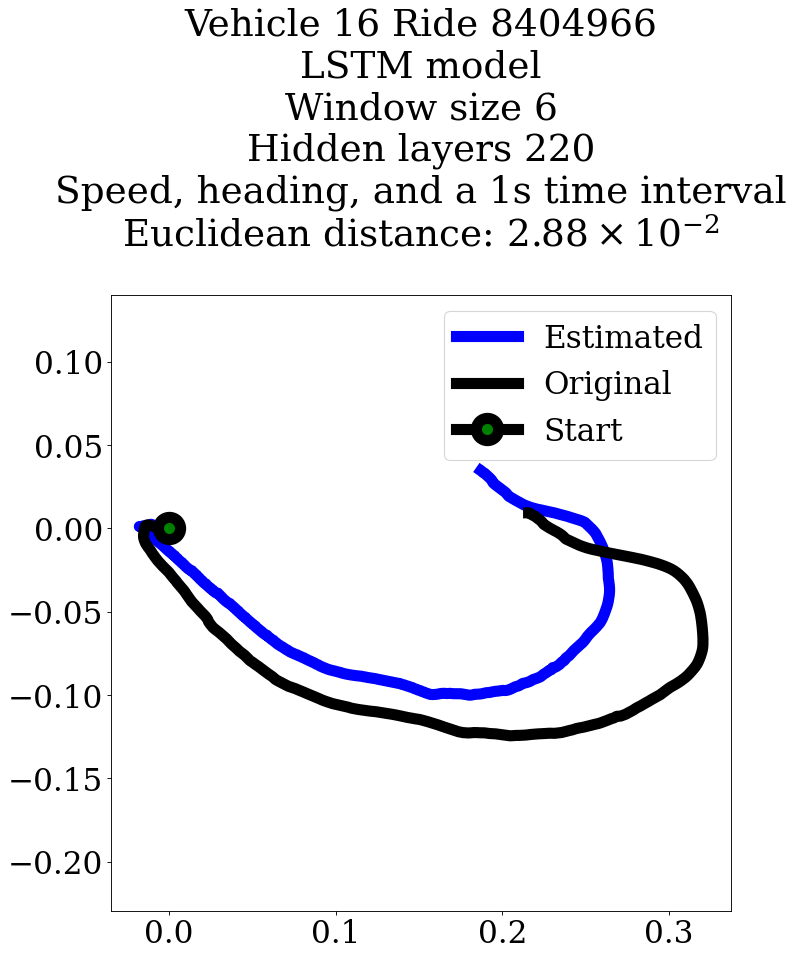 Vehicle 16 Ride 8404966
LSTM model
Window size 6
Hidden layers 220
Speed, heading, and a 1s time interval
Euclidean distance: 2.88 × 10⁻²
Estimated
Original
Start
0.10
0.05
0.00
−0.05
−0.10
−0.15
−0.20
0.0 0.1 0.2 0.3